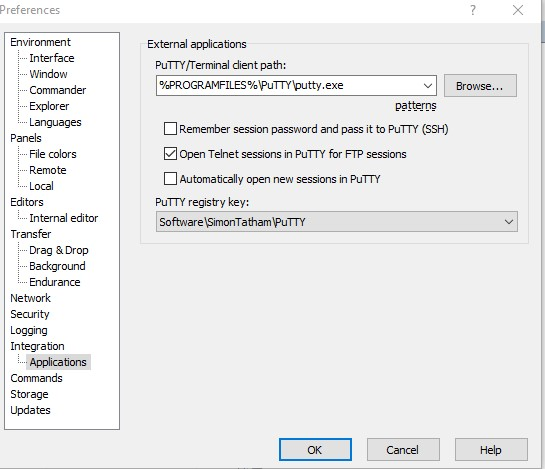 Preferences
?
Environment
Interface
Window
Commander
Explorer
Languages
Panels
File colors
Remote
Local
Editors
Internal editor
Transfer
Drag & Drop
Background
Endurance
Network
Security
Logging
Integration
Applications
Commands
Storage
Updates
External applications
PuTTY/Terminal client path:
%PROGRAMFILES%\PuTTY\putty.exe
Browse...
patterns
Remember session password and pass it to PuTTY (SSH)
Open Telnet sessions in PuTTY for FTP sessions
Automatically open new sessions in PuTTY
PuTTY registry key:
Software\SimonTatham\PuTTY
OK
Cancel
Help